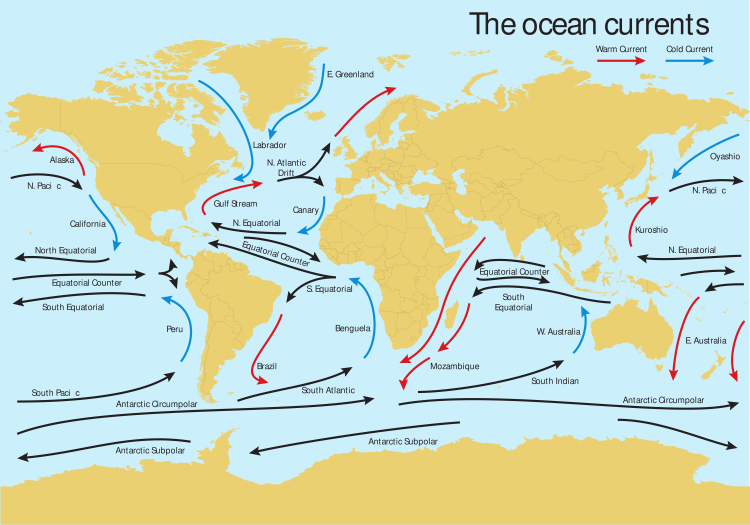 The ocean currents
Warm Current
Cold Current
E. Greenland
Labrador
Alaska
N. Atlantic
Drift
Oyashio
N. Paci c
N. Paci c
Gulf Stream
Canary
California
N. Equatorial
Kuroshio
North Equatorial
Equatorial Counter
N. Equatorial
Equatorial Counter
Equatorial Counter
S. Equatorial
South Equatorial
South
Equatorial
Peru
Benguela
W. Australia
E. Australia
Brazil
Mozambique
South Indian
South Paci c
South Atlantic
Antarctic Circumpolar
Antarctic Circumpolar
Antarctic Subpolar
Antarctic Subpolar